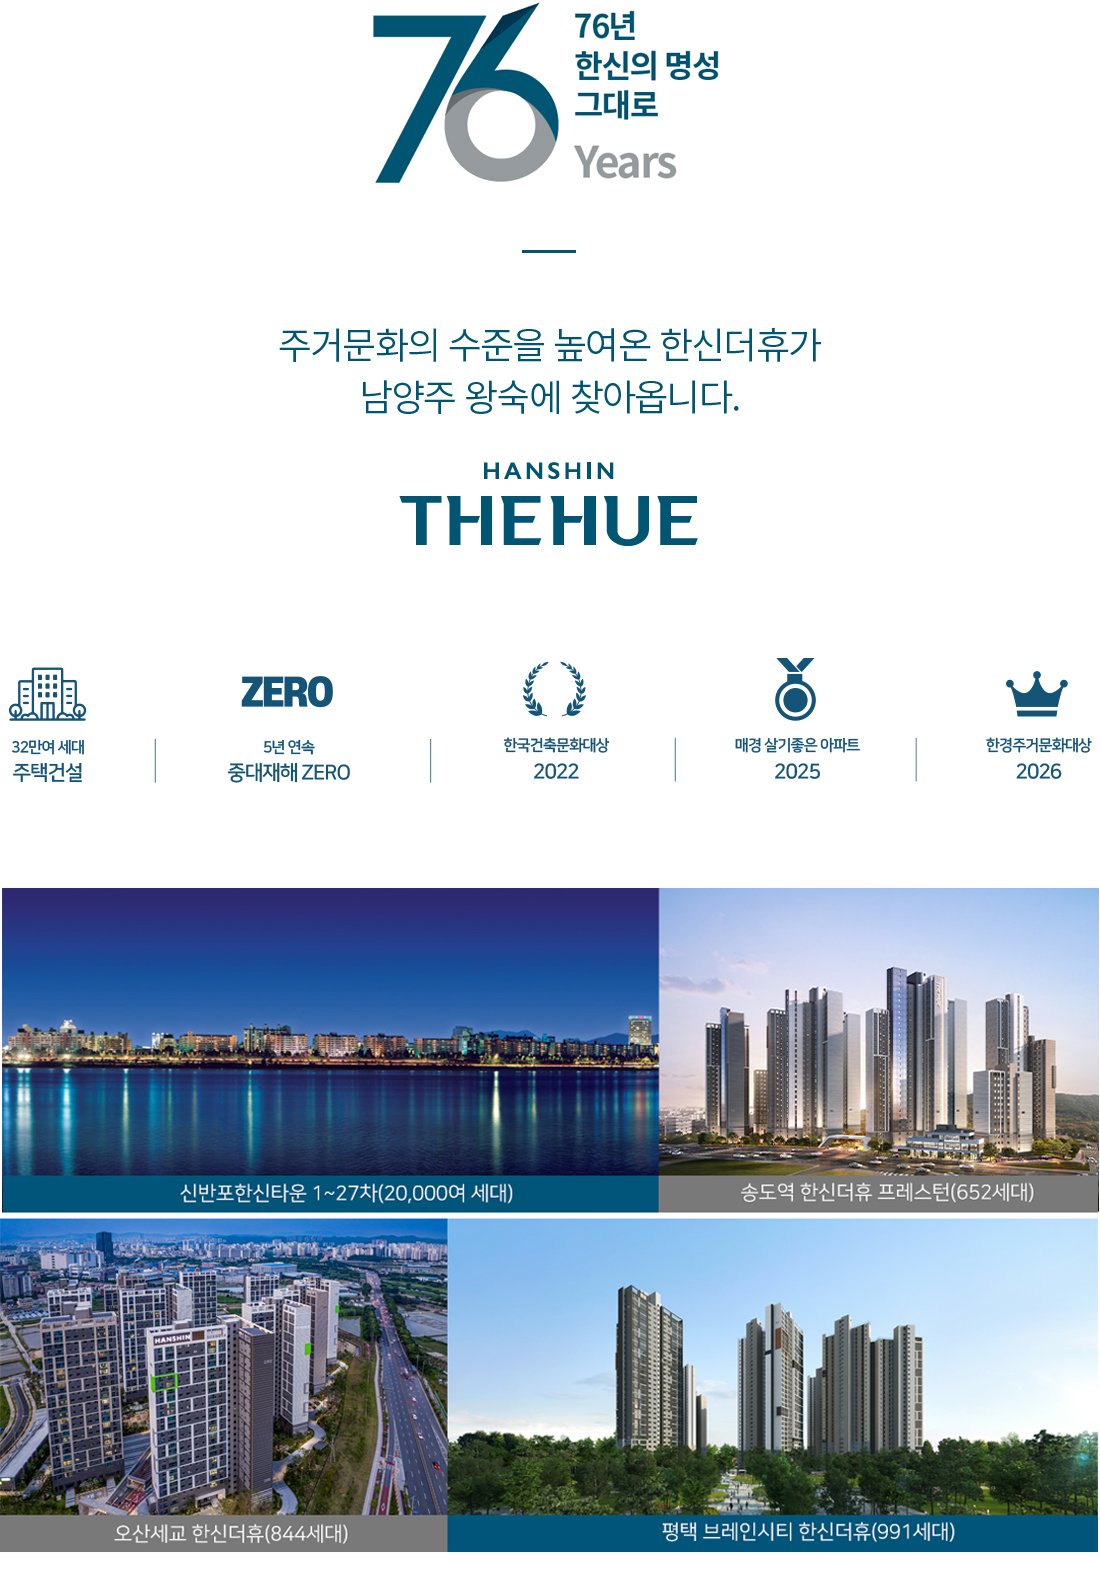 76
76년
한신의 명성
그대로
Years
주거문화의 수준을 높여온 한신더휴가
남양주 왕숙에 찾아옵니다.
HANSHIN
THEHUE
32만여 세대
주택건설
ZERO
5년 연속
중대재해 ZERO
한국건축문화대상
2022
매경 살기좋은 아파트
2025
한경주거문화대상
2026
신반포한신타운 1~27차(20,000여 세대)
송도역 한신더휴 프레스턴(652세대)
HANSHIN
오산세교 한신더휴(844세대)
평택 브레인시티 한신더휴(991세대)